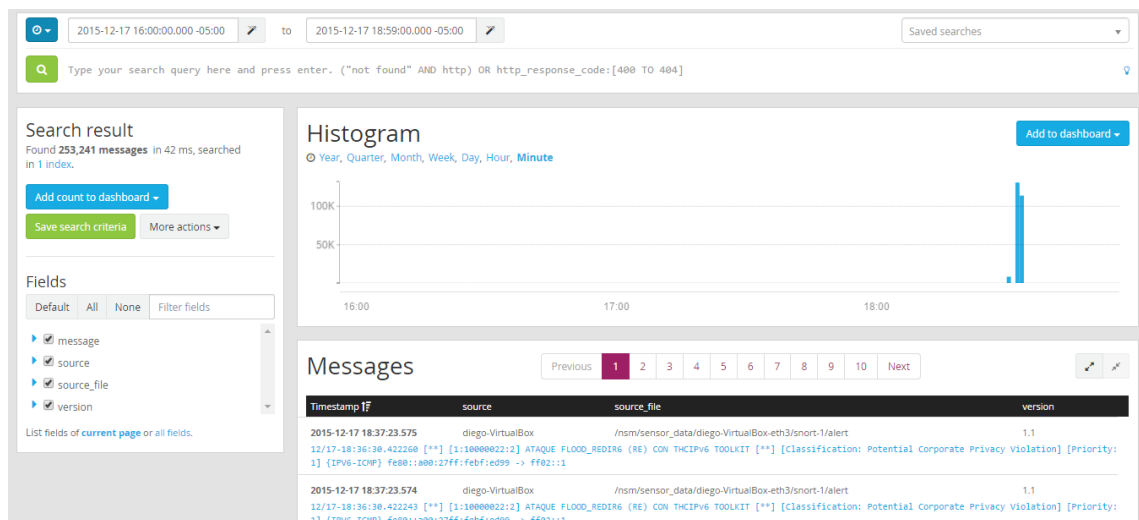 2015-12-17 16:00:00.000 -05:00 to 2015-12-17 18:59:00.000 -05:00 Saved searches
Type your search query here and press enter. ("not found" AND http) OR http_response_code:[400 TO 404]
Search result
Found 253,241 messages in 42 ms, searched
in 1 index.
Add count to dashboard
Save search criteria More actions
Fields
Default All None Filter fields
message
source
source_file
version
List fields of current page or all fields.
Histogram
Add to dashboard
Year, Quarter, Month, Week, Day, Hour, Minute
100K
50K
16:00 17:00 18:00
Messages
Previous 1 2 3 4 5 6 7 8 9 10 Next
Timestamp source source_file version
2015-12-17 18:37:23.575 diego-VirtualBox /nsm/sensor_data/diego-VirtualBox-eth3/snort-1/alert 1.1
12/17-18:36:30.422260 [**] [1:10000022:2] ATAQUE FLOOD_REDIR6 (RE) CON THCIPv6 TOOLKIT [**] [Classification: Potential Corporate Privacy Violation] [Priority:
1] {IPV6-ICMP} fe80::a00:27ff:febf:ed99 -> ff02::1
2015-12-17 18:37:23.574 diego-VirtualBox /nsm/sensor_data/diego-VirtualBox-eth3/snort-1/alert 1.1
12/17-18:36:30.422243 [**] [1:10000022:2] ATAQUE FLOOD_REDIR6 (RE) CON THCIPv6 TOOLKIT [**] [Classification: Potential Corporate Privacy Violation] [Priority: